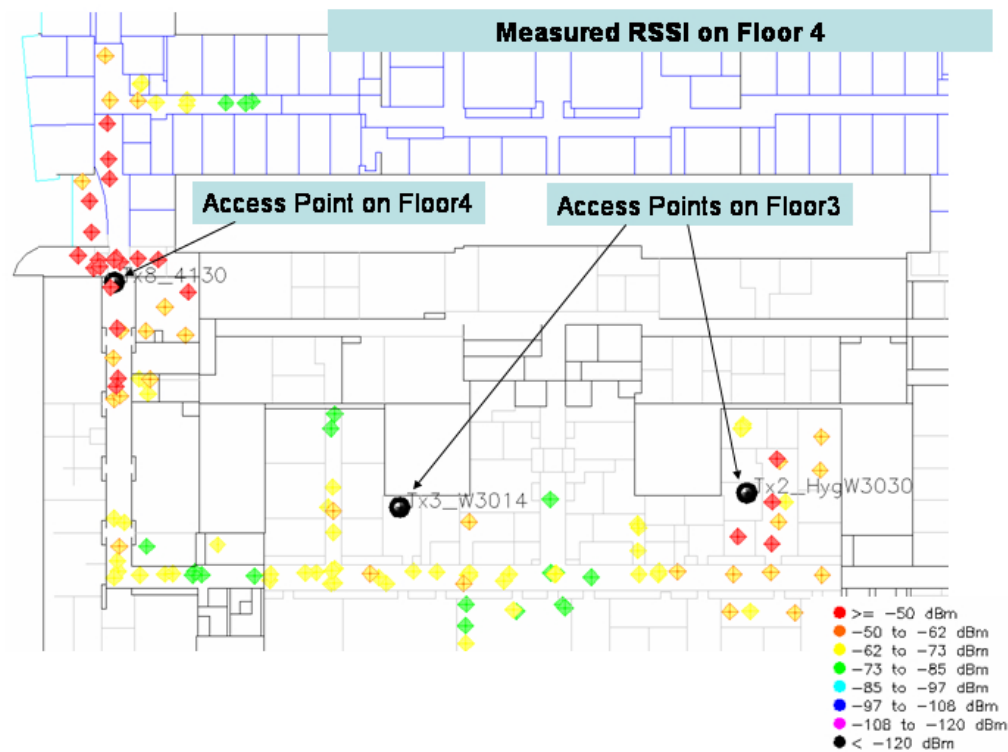 Measured RSSI on Floor 4
Access Point on Floor4
Access Points on Floor3
Tx8_4130
Tx3_W3014
Tx2_HygW3030
>= -50 dBm
-50 to -62 dBm
-62 to -73 dBm
-73 to -85 dBm
-85 to -97 dBm
-97 to -108 dBm
-108 to -120 dBm
< -120 dBm